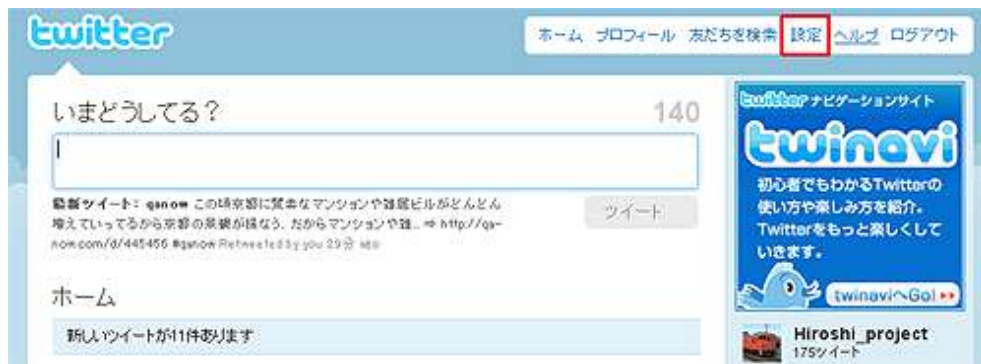 twitter
ホーム プロフィール 友だちを検索 設定 ヘルプ ログアウト
いまどうしてる？
140
最新ツイート： qanow この頃京都に賛否なマンションや雑居ビルがどんどん
増えていってるから京都の景観が損なう。だからマンションや雑.. ⇒ http://qa-
now.com/d/445456 #qanow Retweeted by you 29分 ago
ツイート
ホーム
新しいツイートが11件あります
twitterナビゲーションサイト
twinavi
初心者でもわかるTwitterの
使い方や楽しみ方を紹介。
Twitterをもっと楽しくして
いきます。
twinaviへGo!
Hiroshi_project
175ツイート